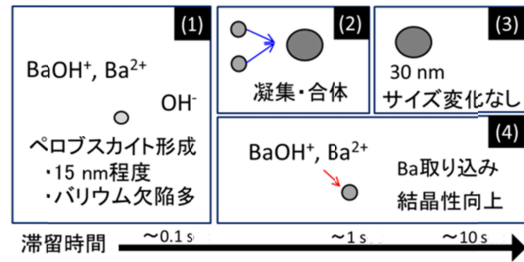 (1)
BaOH⁺, Ba²⁺
OH⁻
ペロブスカイト形成
・15 nm程度
・バリウム欠陥多
(2)
凝集・合体
(3)
30 nm
サイズ変化なし
(4)
BaOH⁺, Ba²⁺
Ba取り込み
結晶性向上
滞留時間 ～0.1 s ～1 s ～10 s